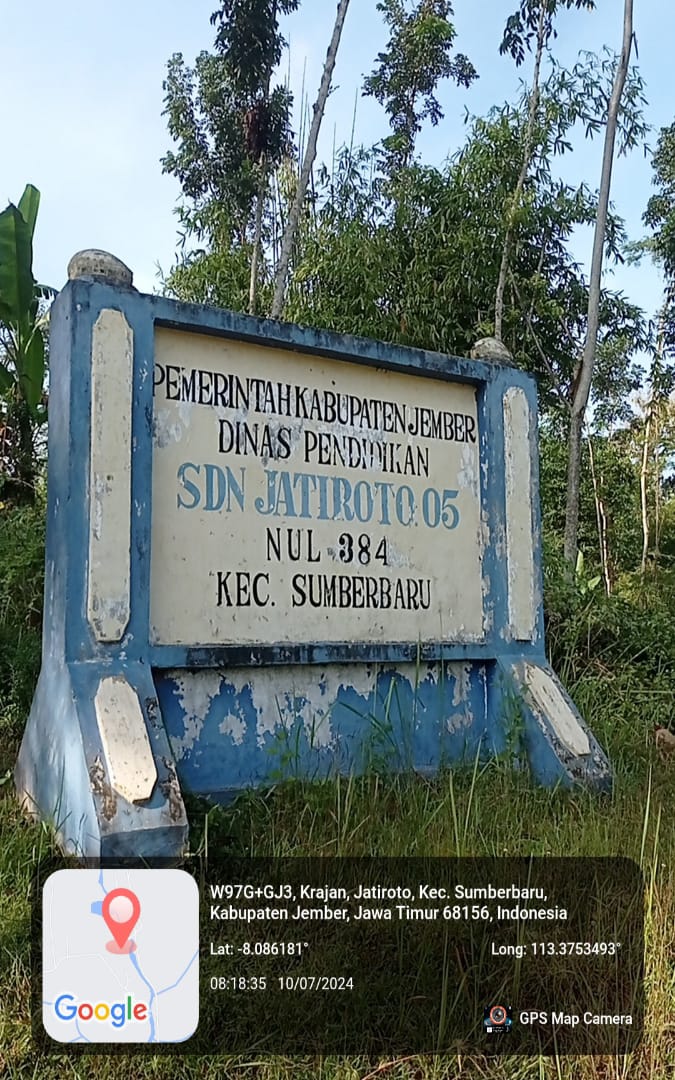 PEMERINTAH KABUPATEN JEMBER
DINAS PENDIDIKAN
SDN JATIROTO.05
NUL 384
KEC. SUMBERBARU
W97G+GJ3, Krajan, Jatiroto, Kec. Sumberbaru,
Kabupaten Jember, Jawa Timur 68156, Indonesia
Lat: -8.086181° Long: 113.3753493°
08:18:35 10/07/2024
Google
GPS Map Camera